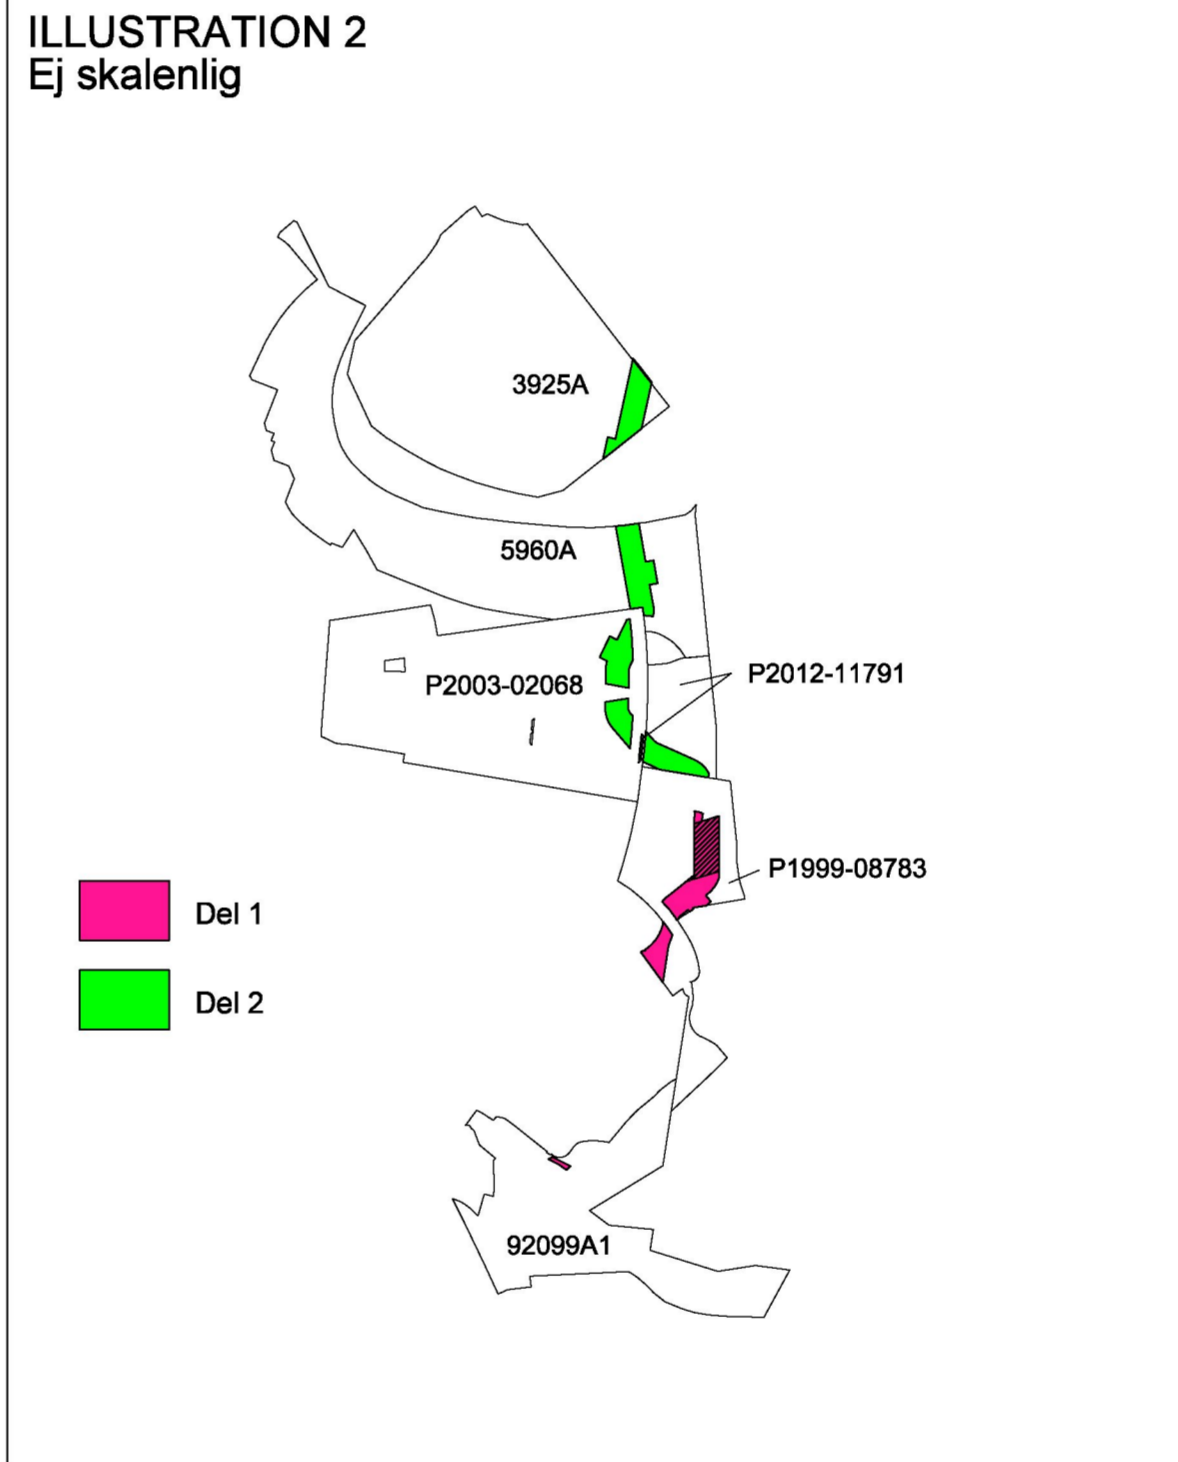 ILLUSTRATION 2
Ej skalenlig
3925A
5960A
P2003-02068
P2012-11791
P1999-08783
Del 1
Del 2
92099A1